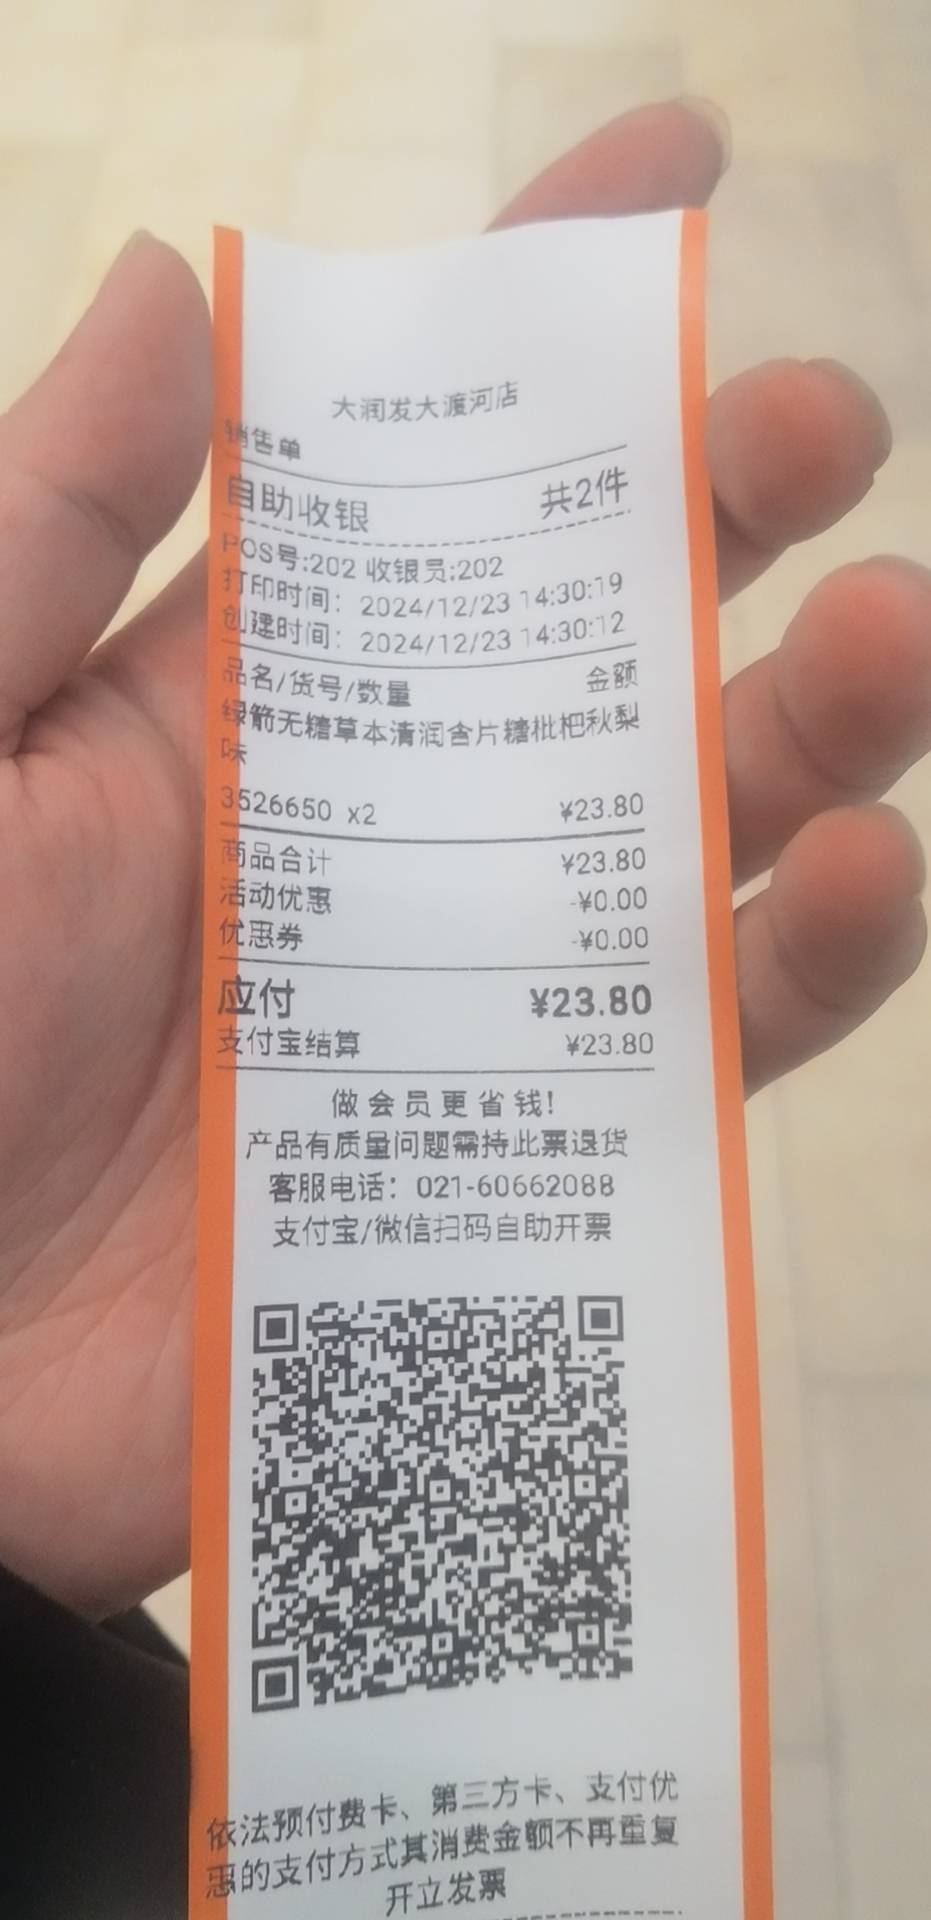 大润发大渡河店
销售单
自助收银 共2件
POS号:202 收银员:202
打印时间： 2024/12/23 14:30:19
创建时间： 2024/12/23 14:30:12
品名/货号/数量 金额
绿箭无糖草本清润含片糖枇杷秋梨
味
3526650 x2 ¥23.80
商品合计 ¥23.80
活动优惠 -¥0.00
优惠券 -¥0.00
应付 ¥23.80
支付宝结算 ¥23.80
做会员更省钱!
产品有质量问题需持此票退货
客服电话：021-60662088
支付宝/微信扫码自助开票
依法预付费卡、第三方卡、支付优
惠的支付方式其消费金额不再重复
开立发票